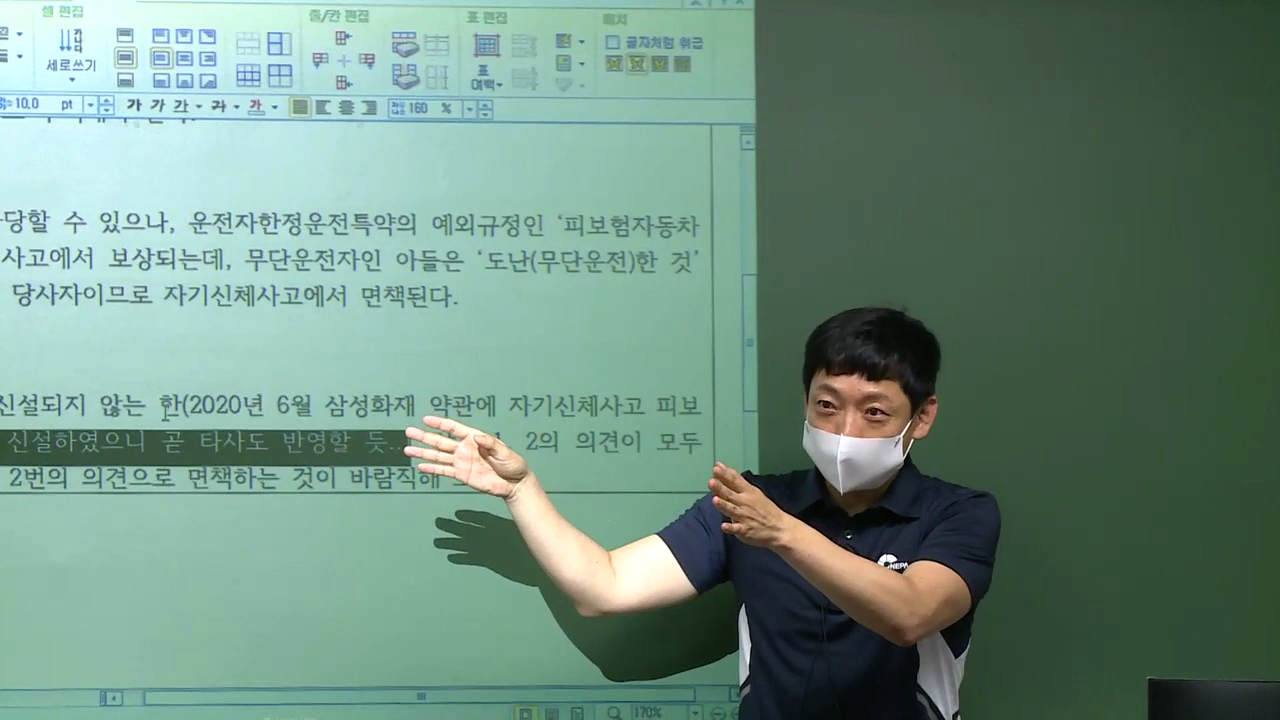 셀 편집
줄/칸 편집
표 편집
세로쓰기
표
여백
글자처럼 취급
10.0 pt 가 가 가 가 가 160 %
당할 수 있으나, 운전자한정운전특약의 예외규정인 ‘피보험자동차
사고에서 보상되는데, 무단운전자인 아들은 ‘도난(무단운전)한 것’
당사자이므로 자기신체사고에서 면책된다.
신설되지 않는 한(2020년 6월 삼성화재 약관에 자기신체사고 피보
신설하였으니 곧 타사도 반영할 듯.. 2의 의견이 모두
2번의 의견으로 면책하는 것이 바람직해
NEPA
170%